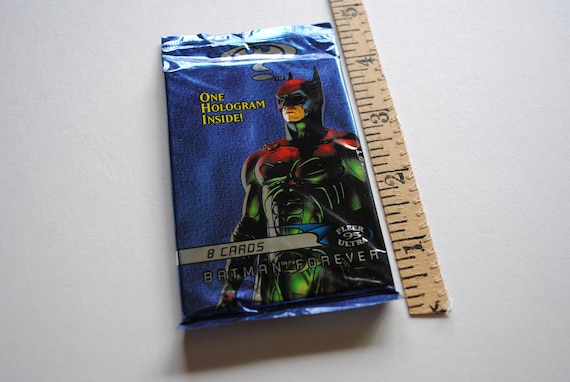 ONE
HOLOGRAM
INSIDE!
FLEER
95
ULTRA
8 CARDS
BATMAN FOREVER
5
4
3
2
1